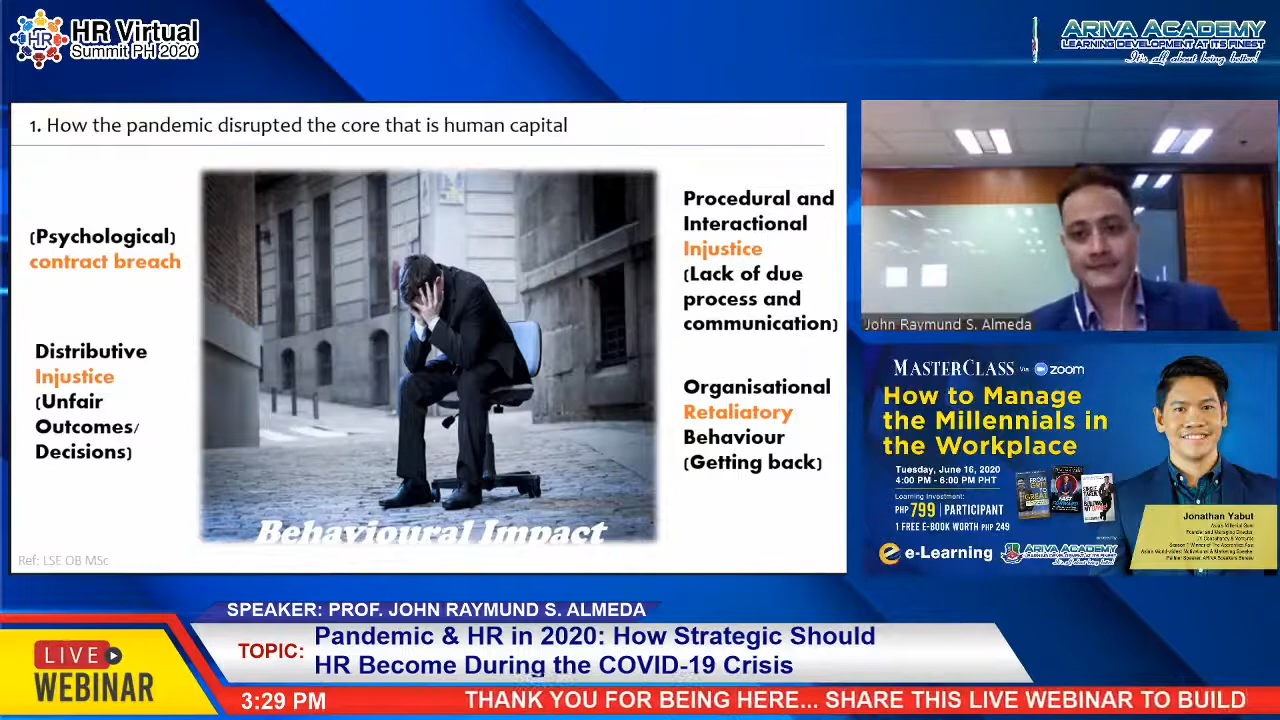 HR Virtual
Summit PH 2020
HR
ARIVA ACADEMY
LEARNING DEVELOPMENT AT ITS FINEST
It's all about being better!
1. How the pandemic disrupted the core that is human capital
(Psychological)
contract breach
Distributive
Injustice
(Unfair
Outcomes/
Decisions)
Procedural and
Interactional
Injustice
(Lack of due
process and
communication)
Organisational
Retaliatory
Behaviour
(Getting back)
Behavioural Impact
Ref: LSE OB MSc
John Raymund S. Almeda
MASTERCLASS Via zoom
How to Manage
the Millennials in
the Workplace
Tuesday, June 16, 2020
4:00 PM - 6:00 PM PHT
Learning Investment:
PHP 799 | PARTICIPANT
1 FREE E-BOOK WORTH PHP 249
e-Learning
ARIVA ACADEMY
It's all about being better!
Jonathan Yabut
SPEAKER: PROF. JOHN RAYMUND S. ALMEDA
TOPIC: Pandemic & HR in 2020: How Strategic Should
HR Become During the COVID-19 Crisis
LIVE
WEBINAR
3:29 PM
THANK YOU FOR BEING HERE... SHARE THIS LIVE WEBINAR TO BUILD